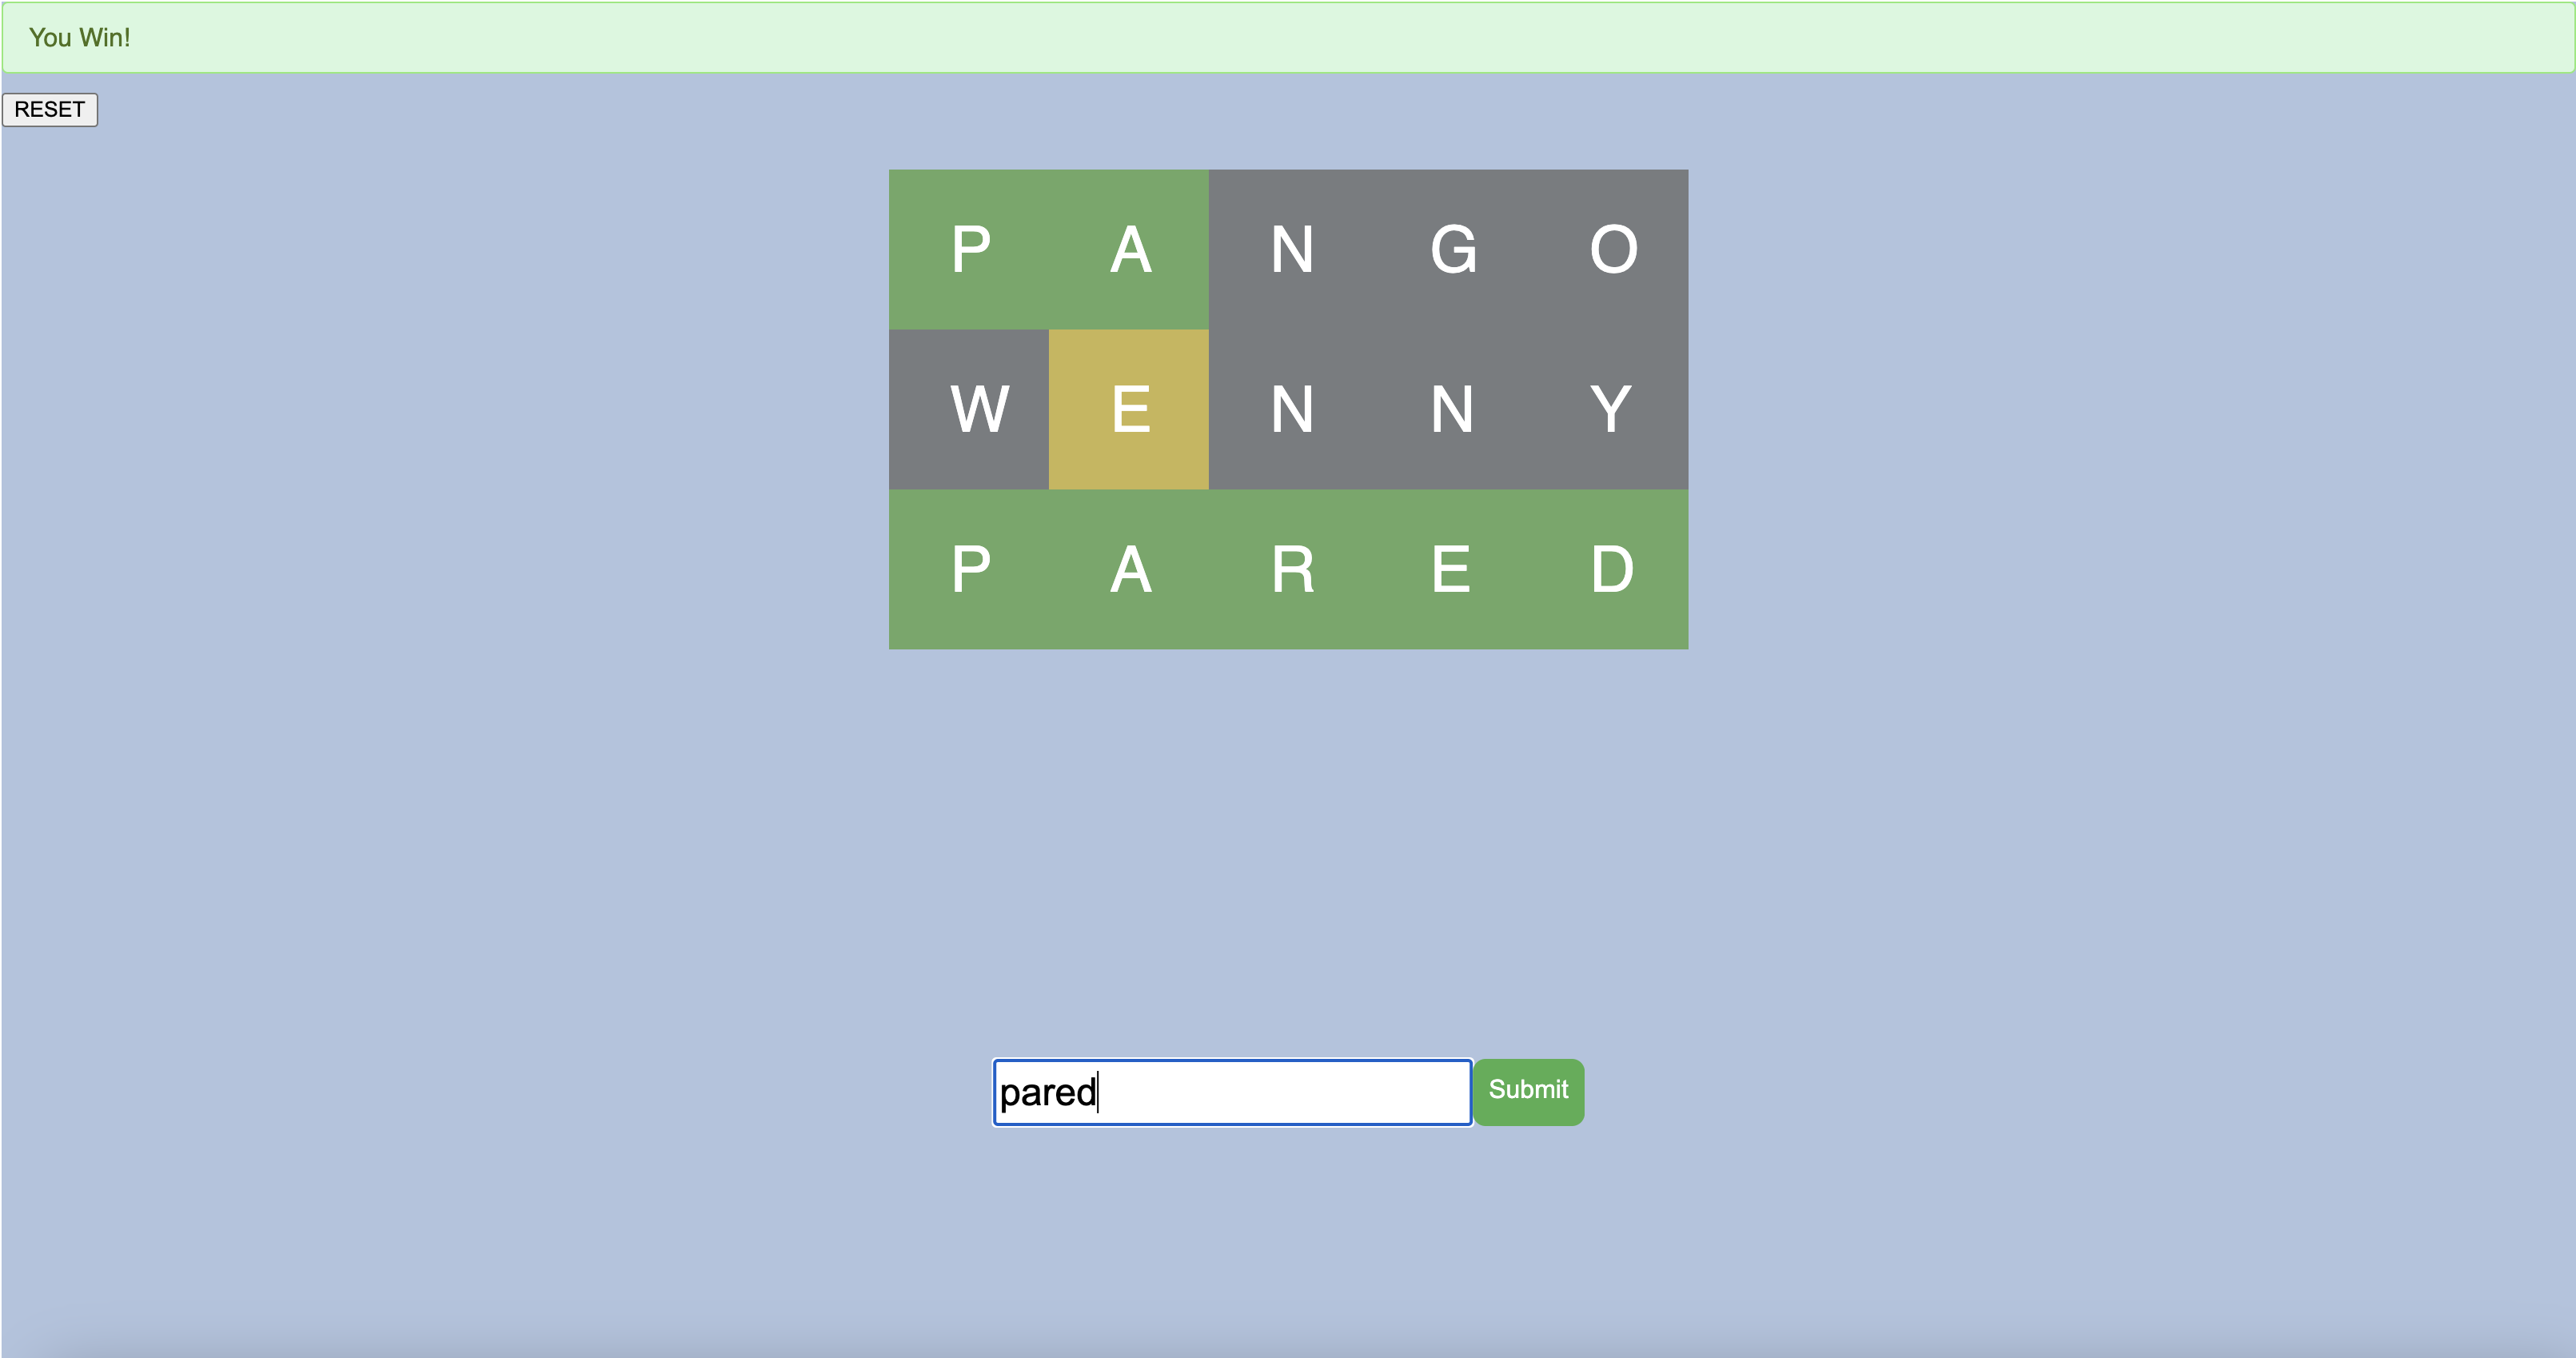 You Win!
RESET
P A N G O
W E N N Y
P A R E D
pared
Submit